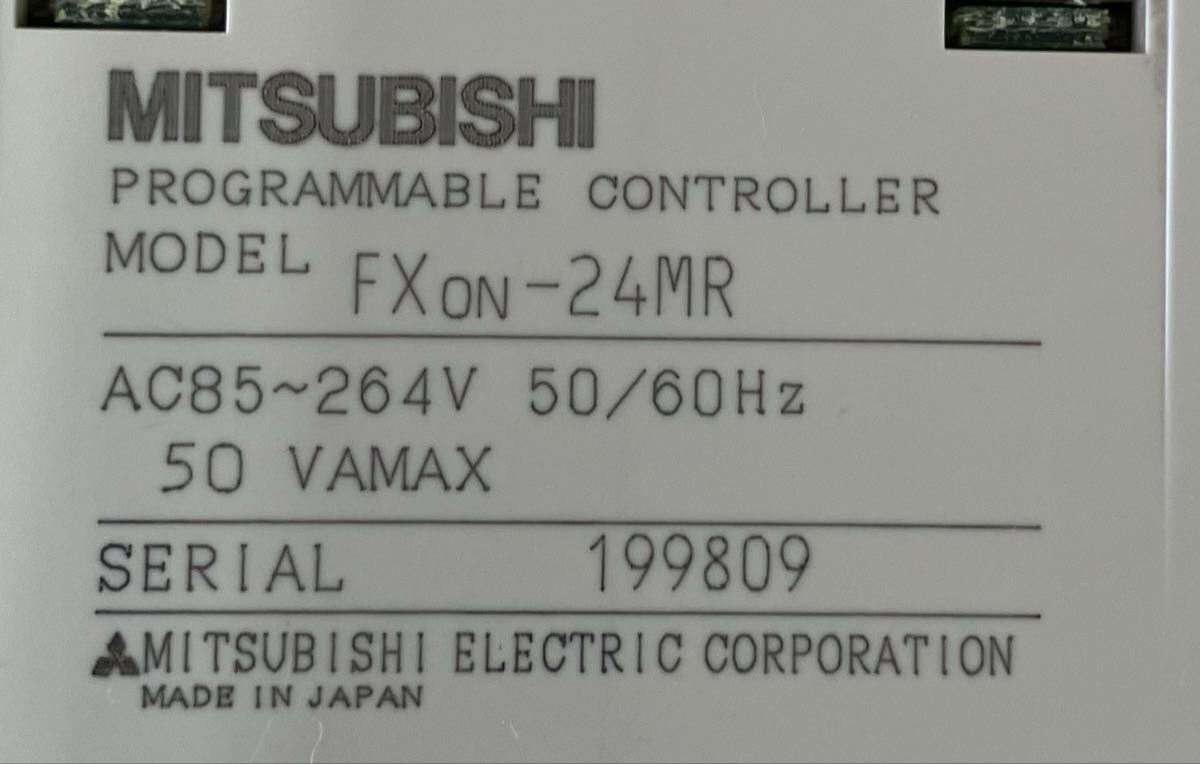 MITSUBISHI
PROGRAMMABLE CONTROLLER
MODEL FX0N-24MR
AC85~264V 50/60Hz
50 VAMAX
SERIAL 199809
MITSUBISHI ELECTRIC CORPORATION
MADE IN JAPAN